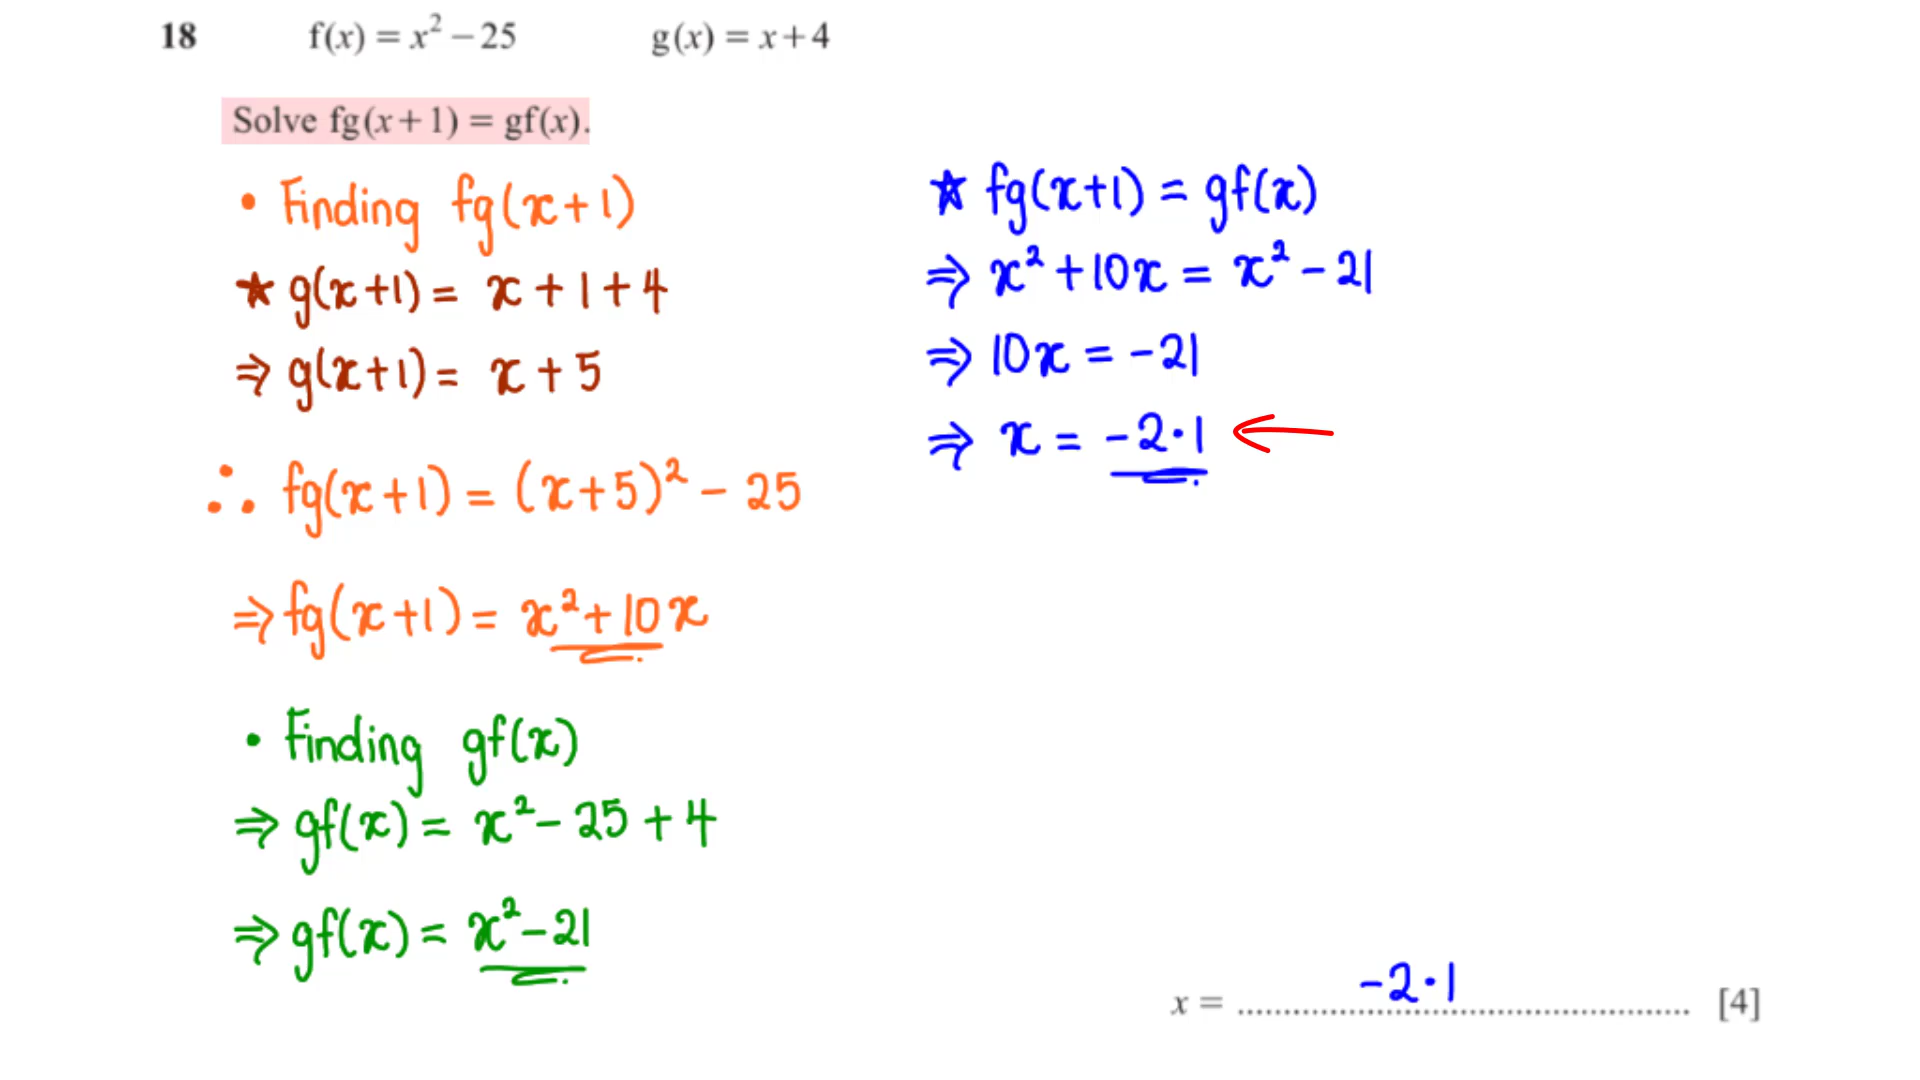 18 f(x) = x² − 25 g(x) = x + 4
Solve fg(x + 1) = gf(x).
• Finding fg(x+1)
★ g(x+1) = x + 1 + 4
⇒ g(x+1) = x + 5
∴ fg(x+1) = (x+5)² − 25
⇒ fg(x+1) = x² + 10x
• Finding gf(x)
⇒ gf(x) = x² − 25 + 4
⇒ gf(x) = x² − 21
★ fg(x+1) = gf(x)
⇒ x² + 10x = x² − 21
⇒ 10x = −21
⇒ x = −2·1
x = −2·1 [4]